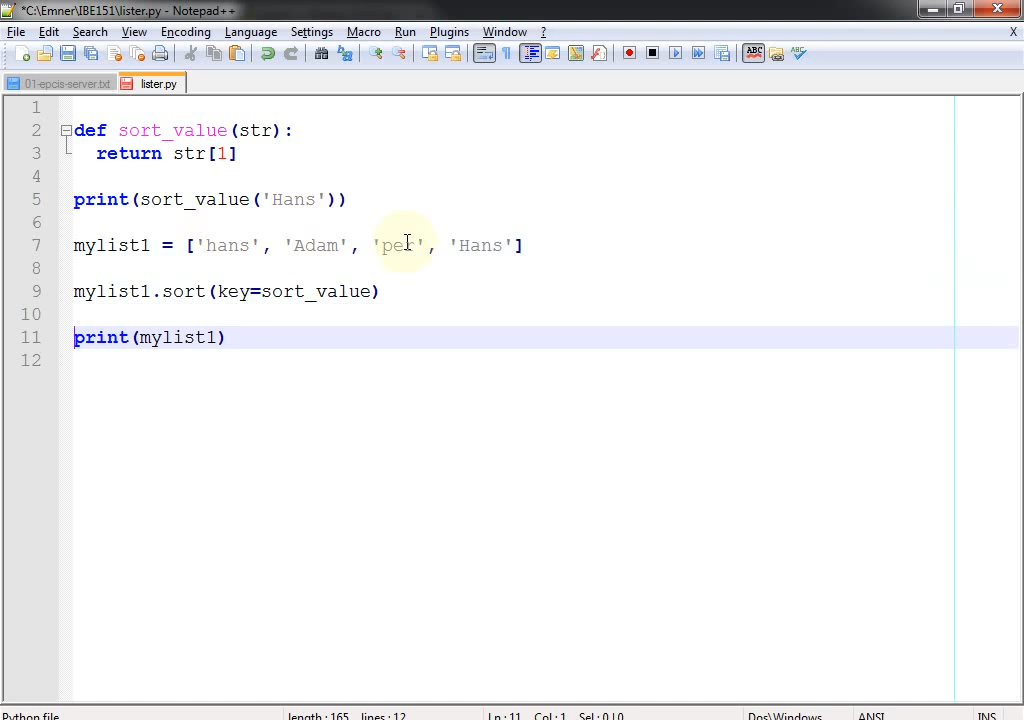 *C:\Emner\IBE151\lister.py - Notepad++
File Edit Search View Encoding Language Settings Macro Run Plugins Window ? X
ABC ABC
01-epcis-server.txt lister.py
1
2 def sort_value(str):
3 return str[1]
4
5 print(sort_value('Hans'))
6
7 mylist1 = ['hans', 'Adam', 'per', 'Hans']
8
9 mylist1.sort(key=sort_value)
10
11 print(mylist1)
12
Python file length : 165 lines : 12 Ln : 11 Col : 1 Sel : 0 | 0 Dos\Windows ANSI INS